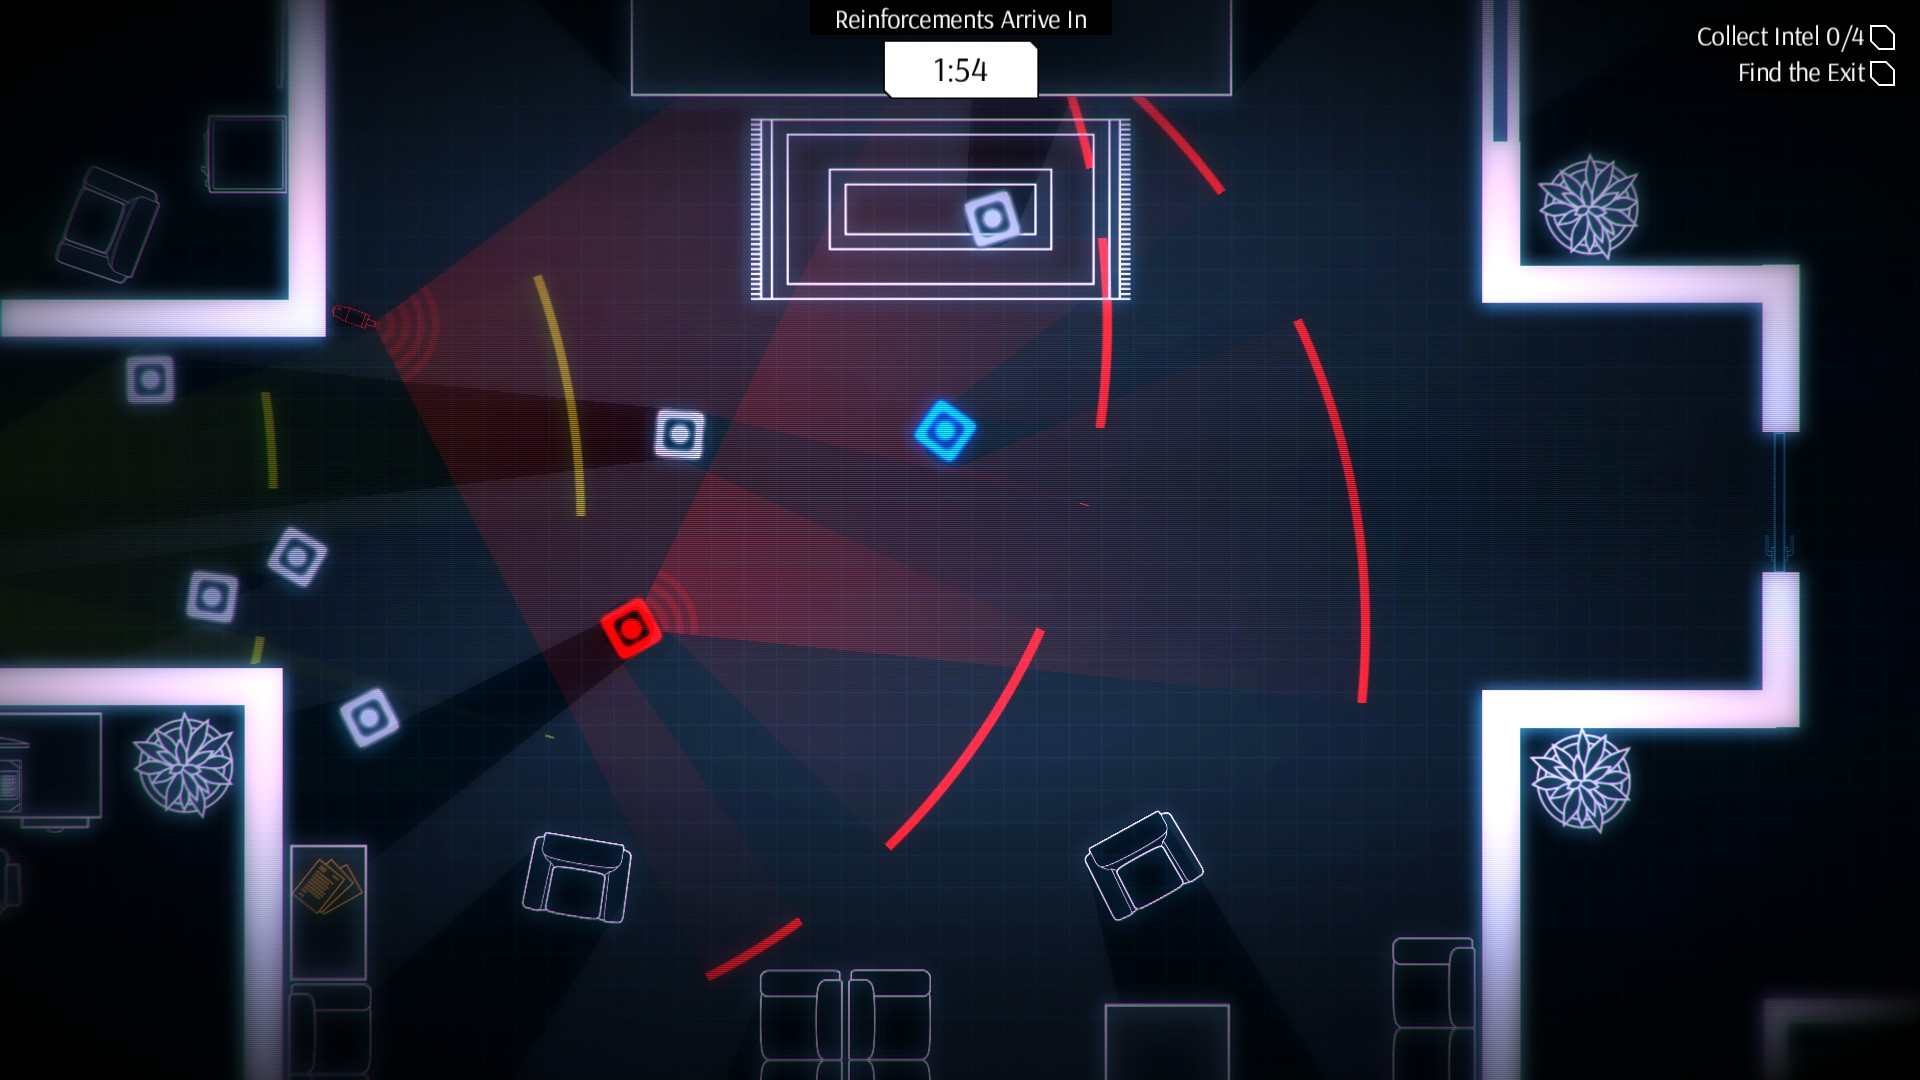 Reinforcements Arrive In
1:54
Collect Intel 0/4
Find the Exit